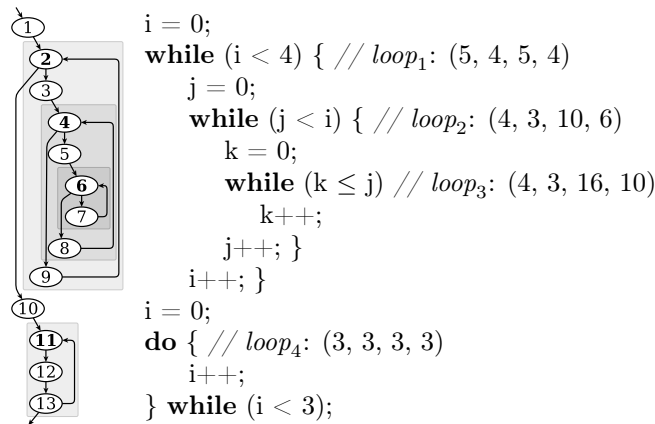 1
2
3
4
5
6
7
8
9
10
11
12
13
i = 0;
while (i < 4) { // loop₁: (5, 4, 5, 4)
j = 0;
while (j < i) { // loop₂: (4, 3, 10, 6)
k = 0;
while (k ≤ j) // loop₃: (4, 3, 16, 10)
k++;
j++; }
i++; }
i = 0;
do { // loop₄: (3, 3, 3, 3)
i++;
} while (i < 3);